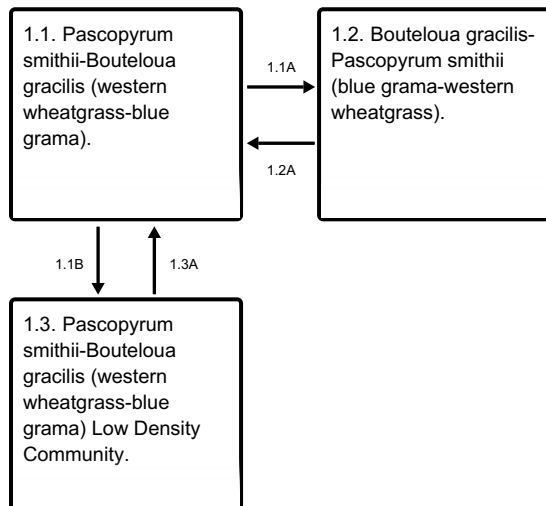 1.1. Pascopyrum
smithii-Bouteloua
gracilis (western
wheatgrass-blue
grama).
1.1A
1.2A
1.2. Bouteloua gracilis-
Pascopyrum smithii
(blue grama-western
wheatgrass).
1.1B
1.3A
1.3. Pascopyrum
smithii-Bouteloua
gracilis (western
wheatgrass-blue
grama) Low Density
Community.